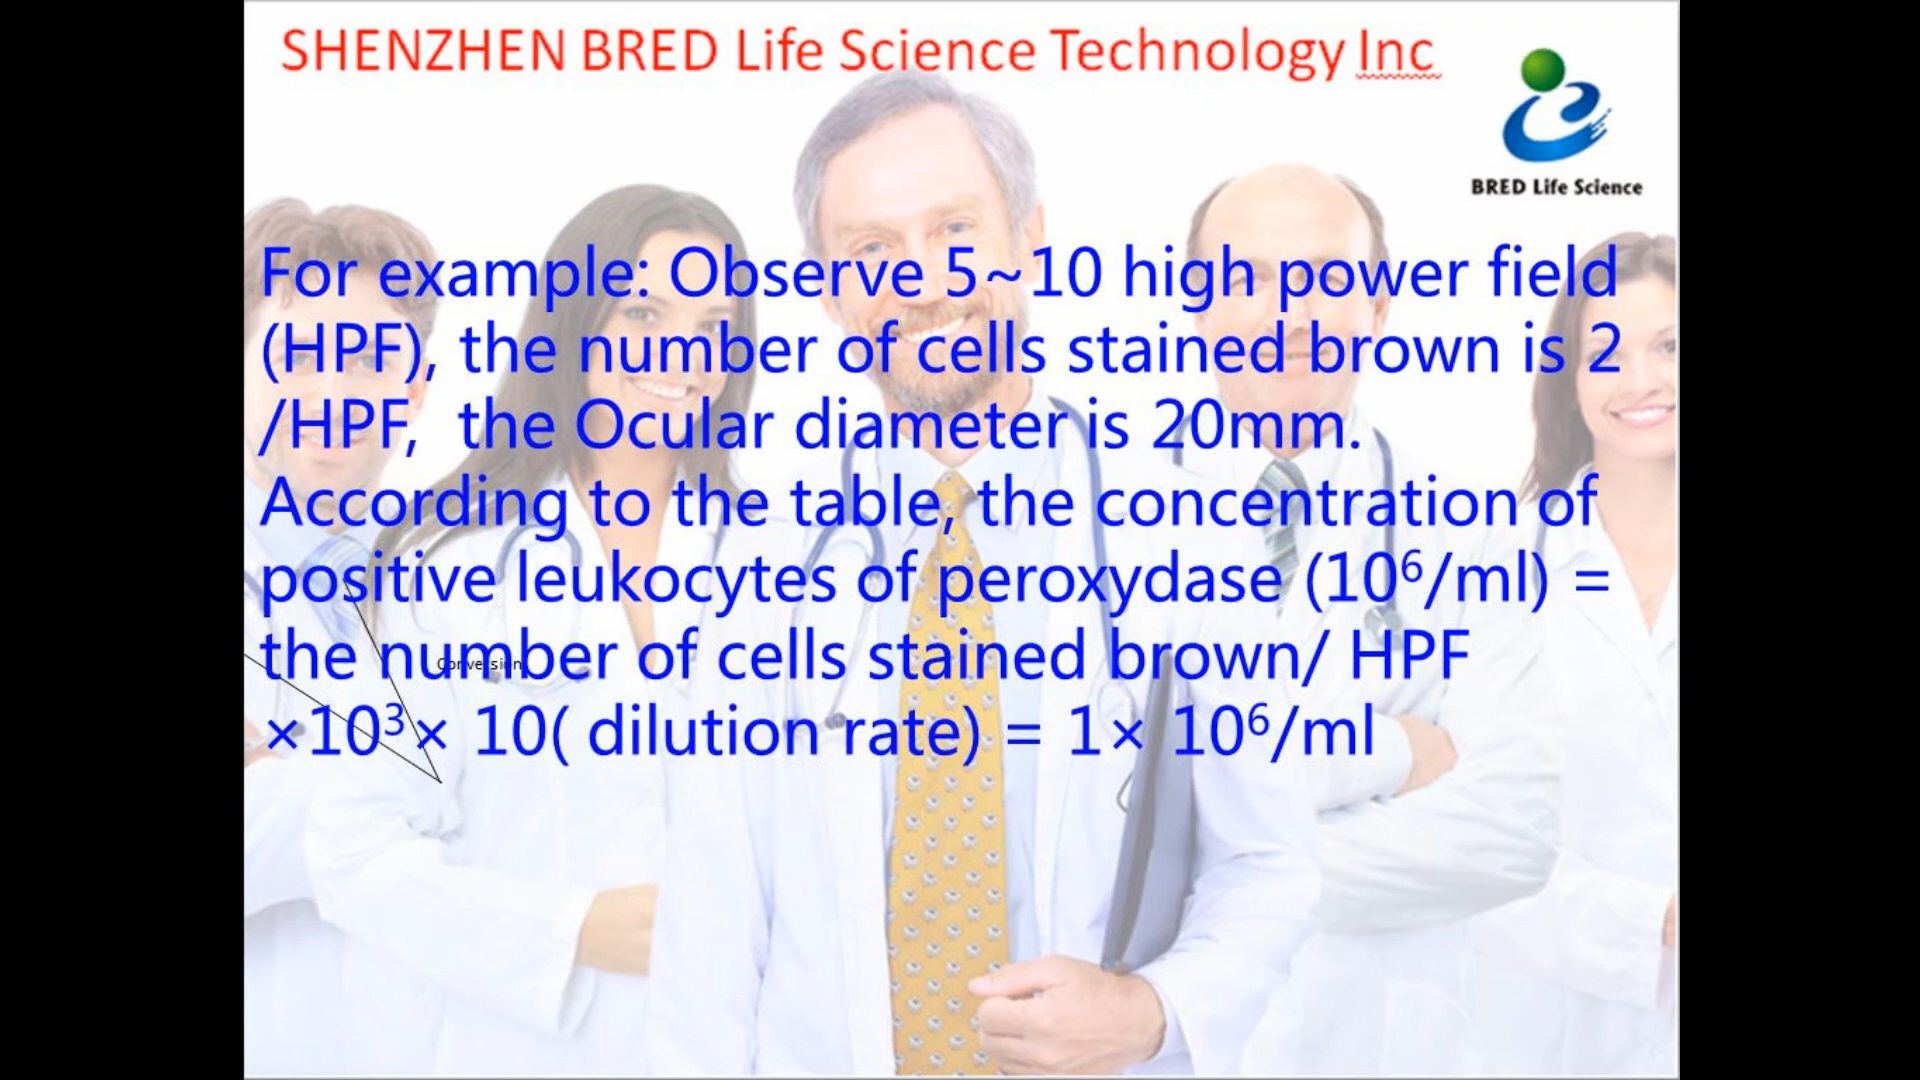 SHENZHEN BRED Life Science Technology Inc
BRED Life Science
For example: Observe 5~10 high power field
(HPF), the number of cells stained brown is 2
/HPF, the Ocular diameter is 20mm.
According to the table, the concentration of
positive leukocytes of peroxydase (10⁶/ml) =
the number of cells stained brown/ HPF
×10³× 10( dilution rate) = 1× 10⁶/ml
Conversion